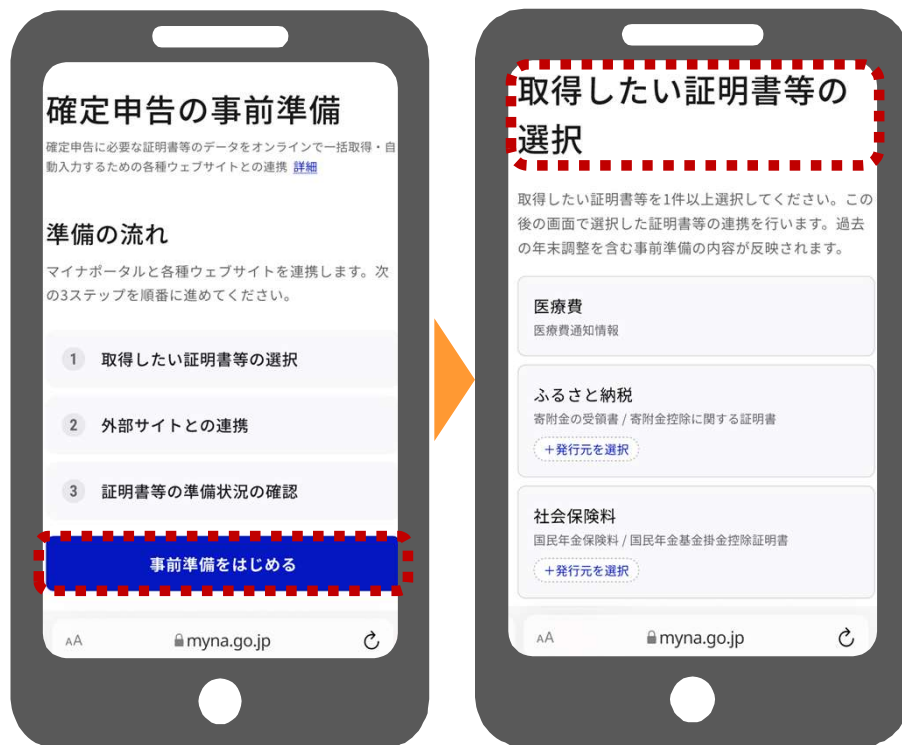 確定申告の事前準備
確定申告に必要な証明書等のデータをオンラインで一括取得・自
動入力するための各種ウェブサイトとの連携 詳細
準備の流れ
マイナポータルと各種ウェブサイトを連携します。次
の3ステップを順番に進めてください。
1 取得したい証明書等の選択
2 外部サイトとの連携
3 証明書等の準備状況の確認
事前準備をはじめる
AA myna.go.jp
取得したい証明書等の
選択
取得したい証明書等を1件以上選択してください。この
後の画面で選択した証明書等の連携を行います。過去
の年末調整を含む事前準備の内容が反映されます。
医療費
医療費通知情報
ふるさと納税
寄附金の受領書 / 寄附金控除に関する証明書
+発行元を選択
社会保険料
国民年金保険料 / 国民年金基金掛金控除証明書
+発行元を選択
AA myna.go.jp